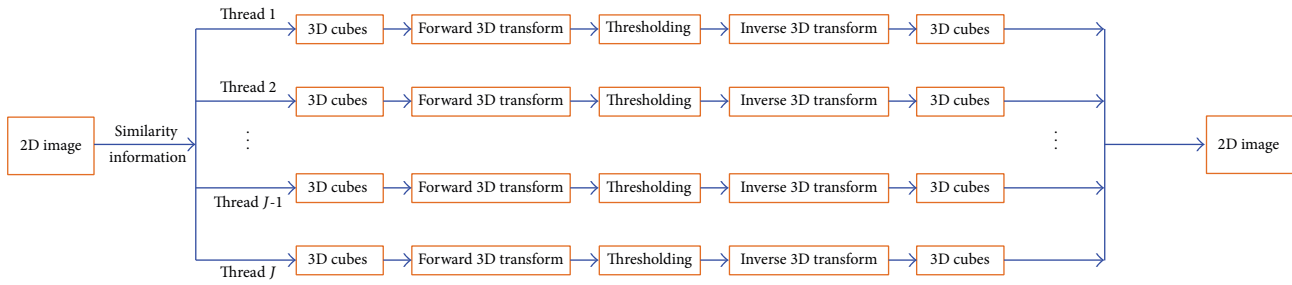 Thread 1
3D cubes
Forward 3D transform
Thresholding
Inverse 3D transform
3D cubes
Thread 2
3D cubes
Forward 3D transform
Thresholding
Inverse 3D transform
3D cubes
2D image
Similarity
information
2D image
Thread J-1
3D cubes
Forward 3D transform
Thresholding
Inverse 3D transform
3D cubes
Thread J
3D cubes
Forward 3D transform
Thresholding
Inverse 3D transform
3D cubes